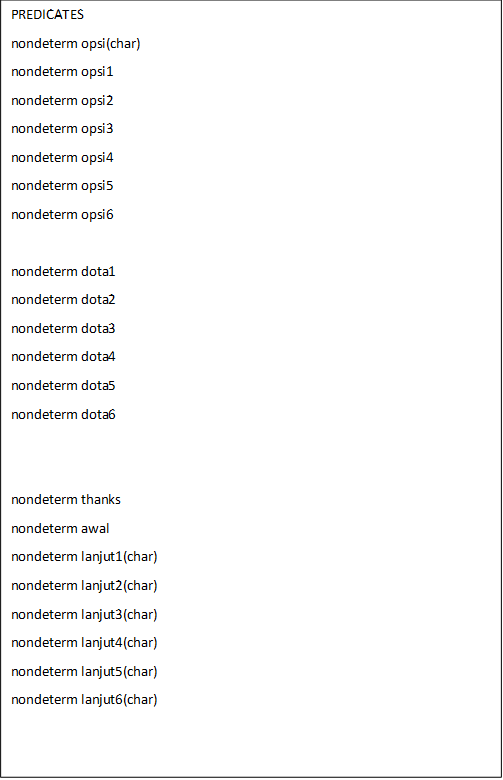 PREDICATES
nondeterm opsi(char)
nondeterm opsi1
nondeterm opsi2
nondeterm opsi3
nondeterm opsi4
nondeterm opsi5
nondeterm opsi6
nondeterm dota1
nondeterm dota2
nondeterm dota3
nondeterm dota4
nondeterm dota5
nondeterm dota6
nondeterm thanks
nondeterm awal
nondeterm lanjut1(char)
nondeterm lanjut2(char)
nondeterm lanjut3(char)
nondeterm lanjut4(char)
nondeterm lanjut5(char)
nondeterm lanjut6(char)